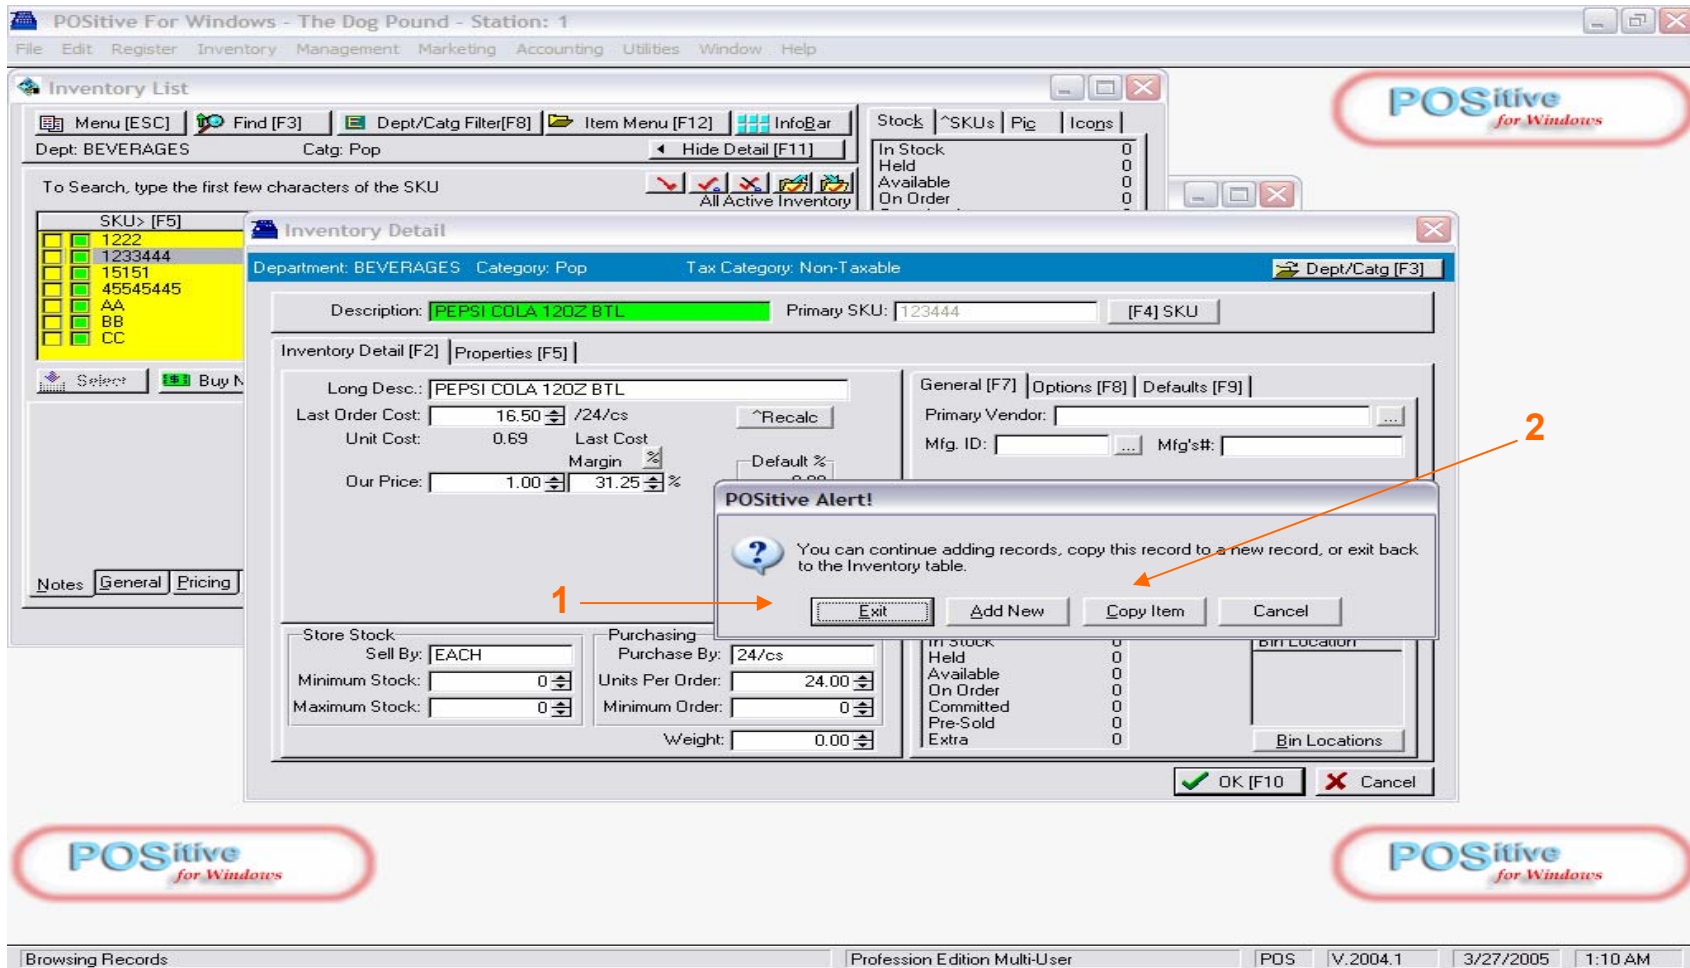 POSitive For Windows - The Dog Pound - Station: 1
File Edit Register Inventory Management Marketing Accounting Utilities Window Help
Inventory List
Menu [ESC] Find [F3] Dept/Catg Filter[F8] Item Menu [F12] InfoBar
Dept: BEVERAGES Catg: Pop Hide Detail [F11]
To Search, type the first few characters of the SKU
All Active Inventory
Stock ^SKUs Pic Icons
In Stock 0
Held 0
Available 0
On Order 0
POSitive
for Windows
SKU> [F5]
1222
1233444
15151
45545445
AA
BB
CC
Select Buy N
Notes General Pricing
Inventory Detail
Department: BEVERAGES Category: Pop Tax Category: Non-Taxable Dept/Catg [F3]
Description: PEPSI COLA 120Z BTL Primary SKU: 123444 [F4] SKU
Inventory Detail [F2] Properties [F5]
Long Desc.: PEPSI COLA 120Z BTL
Last Order Cost: 16.50 /24/cs ^Recalc
Unit Cost: 0.69 Last Cost
Margin % Default %
Our Price: 1.00 31.25 %
General [F7] Options [F8] Defaults [F9]
Primary Vendor: ...
Mfg. ID: ... Mfg's#:
2
POSitive Alert!
You can continue adding records, copy this record to a new record, or exit back
to the Inventory table.
1
Exit Add New Copy Item Cancel
Store Stock
Sell By: EACH
Minimum Stock: 0
Maximum Stock: 0
Purchasing
Purchase By: 24/cs
Units Per Order: 24.00
Minimum Order: 0
Weight: 0.00
In Stock 0
Held 0
Available 0
On Order 0
Committed 0
Pre-Sold 0
Extra 0
Bin Location
Bin Locations
OK [F10 Cancel
POSitive
for Windows
POSitive
for Windows
Browsing Records Profession Edition Multi-User POS V.2004.1 3/27/2005 1:10 AM